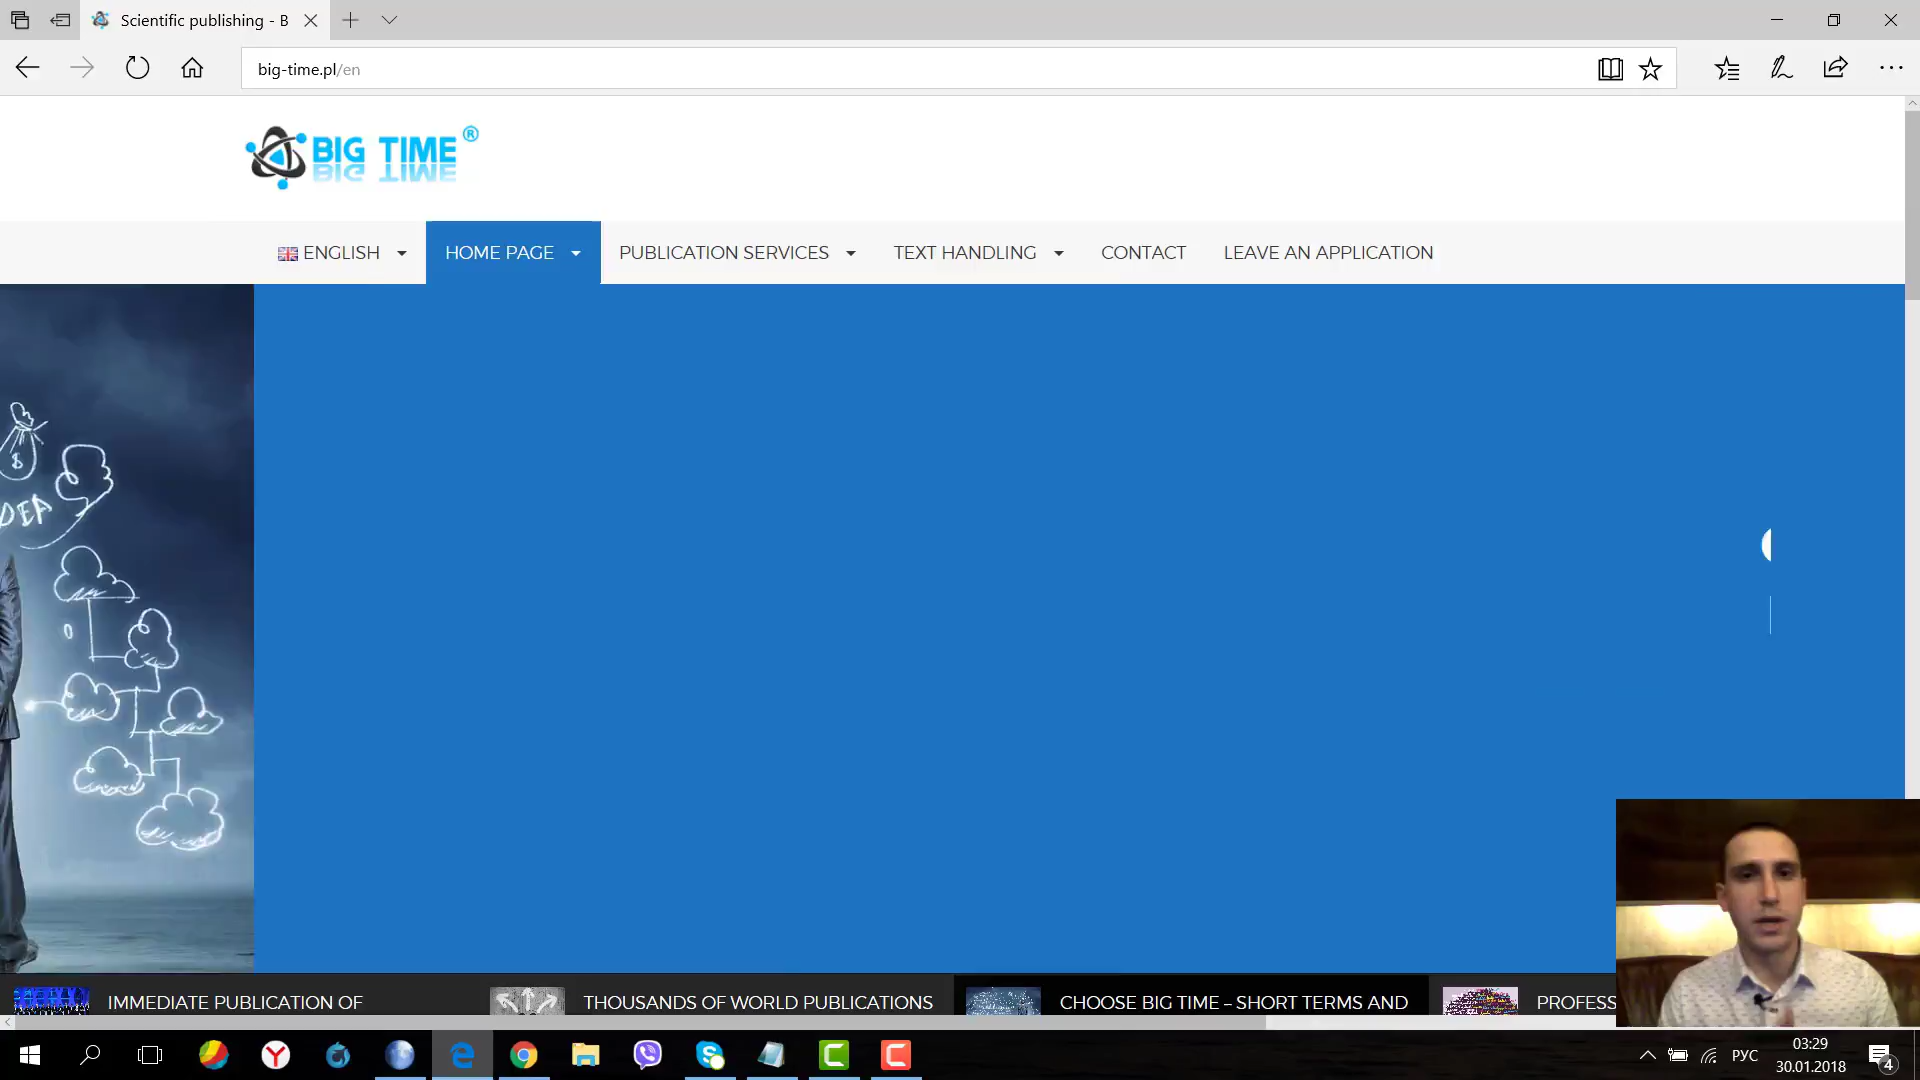 Scientific publishing - B
big-time.pl/en
BIG TIME ®
ENGLISH
HOME PAGE
PUBLICATION SERVICES
TEXT HANDLING
CONTACT
LEAVE AN APPLICATION
$
IDEA
IMMEDIATE PUBLICATION OF
THOUSANDS OF WORLD PUBLICATIONS
CHOOSE BIG TIME – SHORT TERMS AND
PROFESS
РУС
03:29
30.01.2018
4